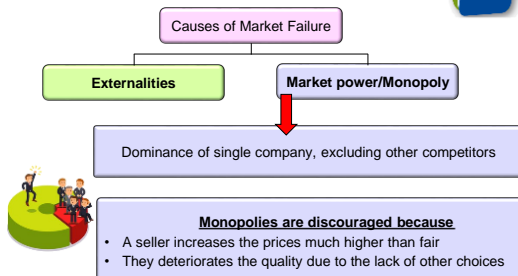 Causes of Market Failure
Externalities
Market power/Monopoly
Dominance of single company, excluding other competitors
Monopolies are discouraged because
• A seller increases the prices much higher than fair
• They deteriorates the quality due to the lack of other choices